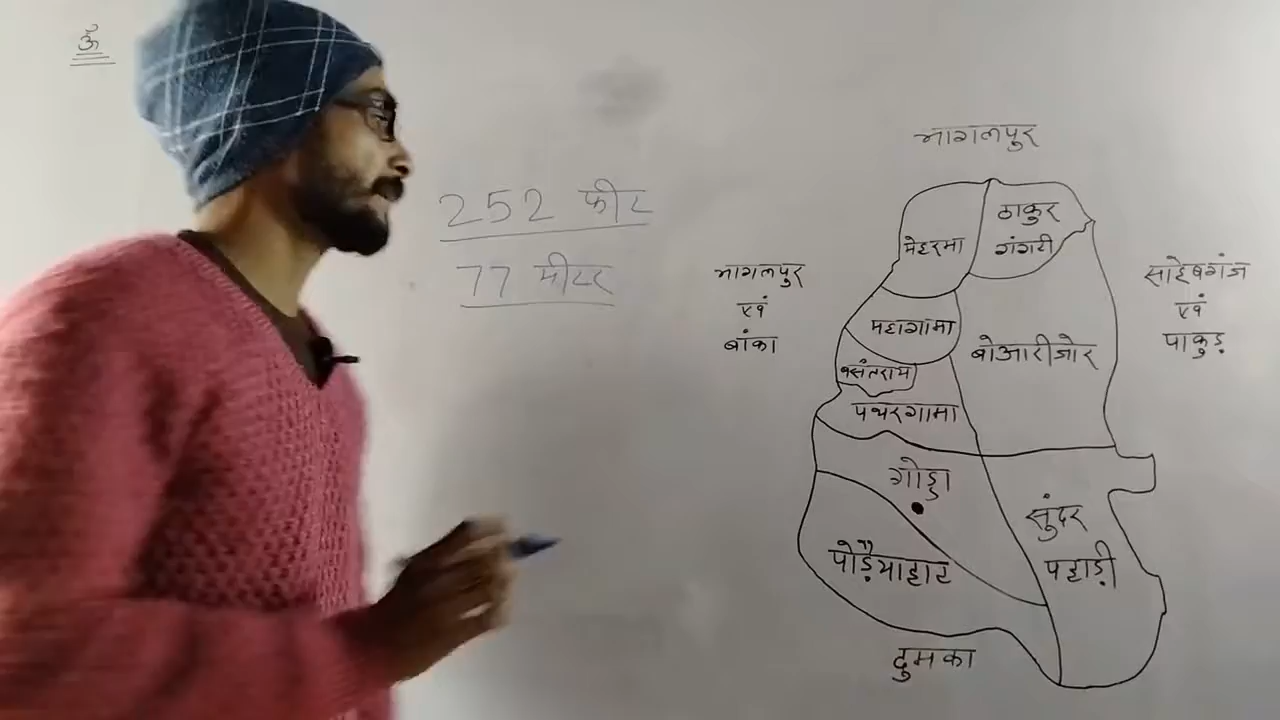 ॐ
252 फीट
77 मीटर
भागलपुर
ठाकुर
गंगटी
मेहरमा
भागलपुर
एवं
बांका
साहेबगंज
एवं
पाकुड़
महागामा
बोआरीजोर
बसंतराय
पथरगामा
गोड्डा
सुंदर
पहाड़ी
पोड़ैयाहाट
दुमका